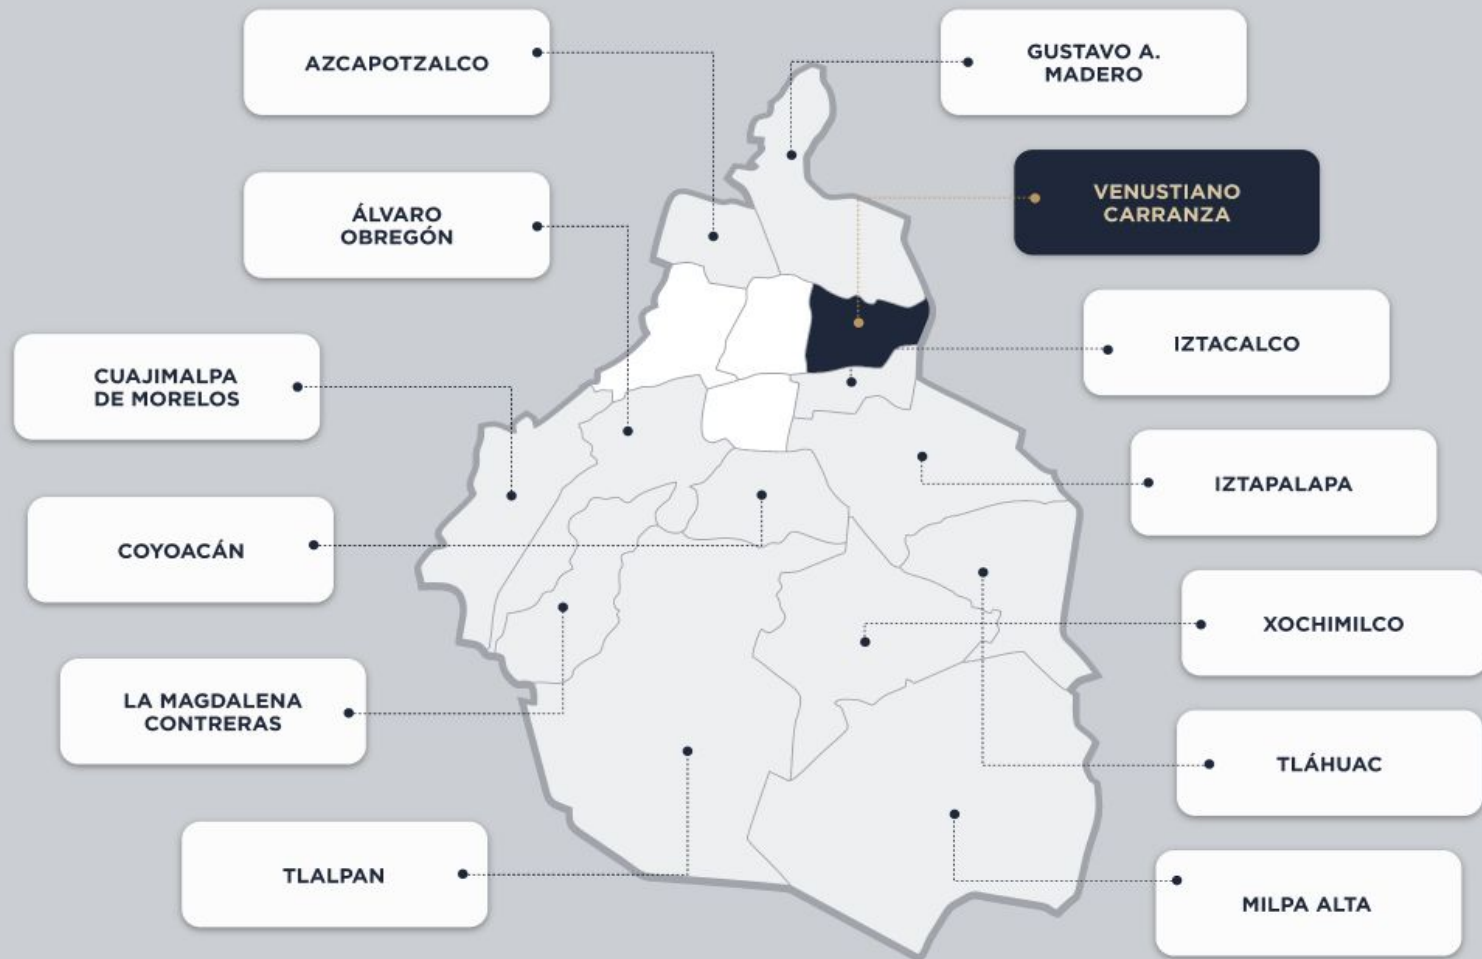 AZCAPOTZALCO
GUSTAVO A.
MADERO
ÁLVARO
OBREGÓN
VENUSTIANO
CARRANZA
CUAJIMALPA
DE MORELOS
IZTACALCO
COYOACÁN
IZTAPALAPA
LA MAGDALENA
CONTRERAS
XOCHIMILCO
TLALPAN
TLÁHUAC
MILPA ALTA